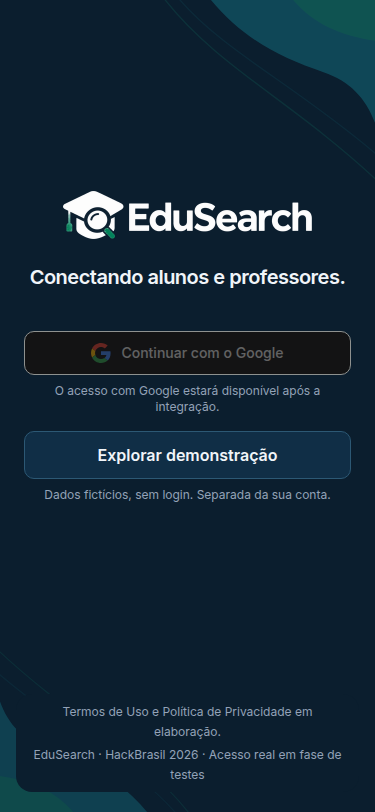 EduSearch
Conectando alunos e professores.
Continuar com o Google
O acesso com Google estará disponível após a
integração.
Explorar demonstração
Dados fictícios, sem login. Separada da sua conta.
Termos de Uso e Política de Privacidade em
elaboração.
EduSearch · HackBrasil 2026 · Acesso real em fase de
testes